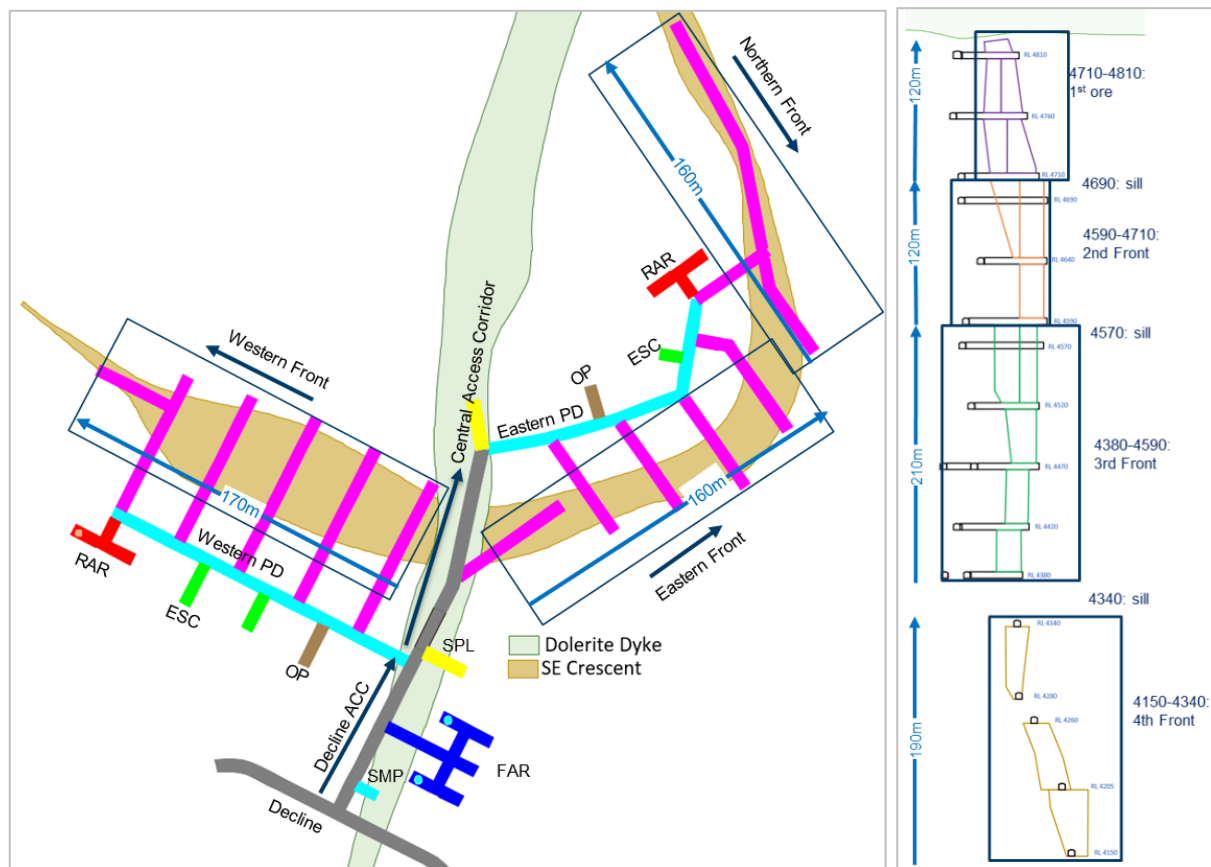 Northern Front
160m
RAR
Central Access Corridor
Western Front
ESC
OP
Eastern PD
170m
Western PD
160m
RAR
Eastern Front
ESC
SPL
Dolerite Dyke
OP
SE Crescent
Decline ACC
FAR
SMP
Decline
120m
RL 4810
4710-4810:
1st ore
RL 4760
RL 4710
4690: sill
120m
RL 4690
4590-4710:
2nd Front
RL 4640
RL 4590
4570: sill
RL 4570
210m
RL 4520
4380-4590:
3rd Front
RL 4470
RL 4420
RL 4380
4340: sill
RL 4340
190m
RL 4280
4150-4340:
4th Front
RL 4260
RL 4205
RL 4150